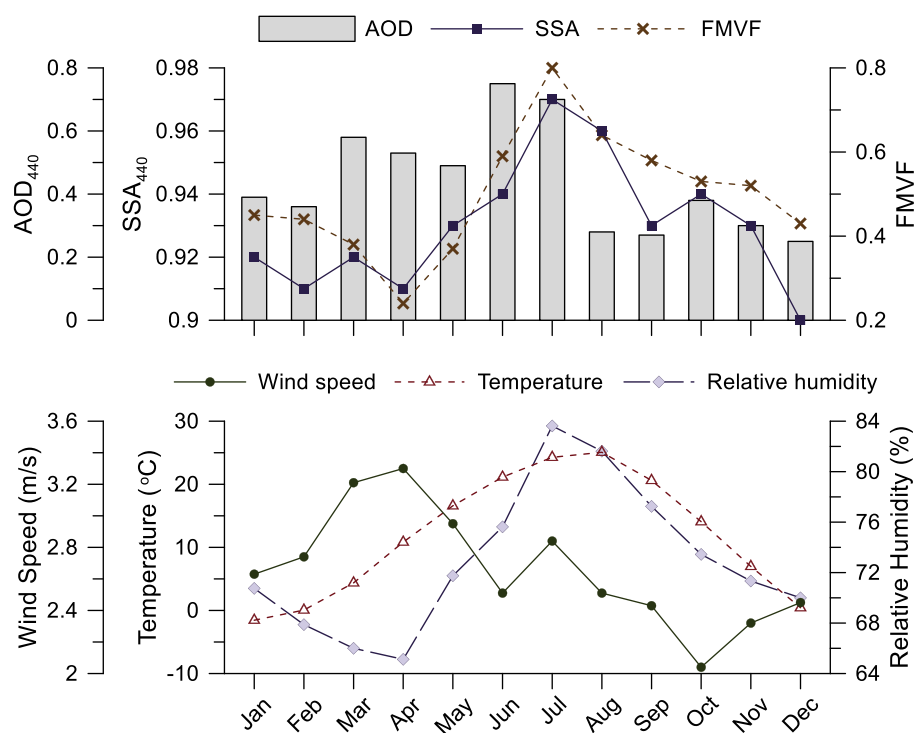 AOD SSA FMVF
0.8 0.98 0.8
0.6 0.96 0.6
0.4 0.94 0.4
0.2 0.92
0 0.9 0.2
AOD440
SSA440
FMVF
Wind speed Temperature Relative humidity
3.6 30 84
3.2 20 80
2.8 10 76
2.4 0 72
2 -10 68
64
Wind Speed (m/s)
Temperature (oC)
Relative Humidity (%)
Jan Feb Mar Apr May Jun Jul Aug Sep Oct Nov Dec